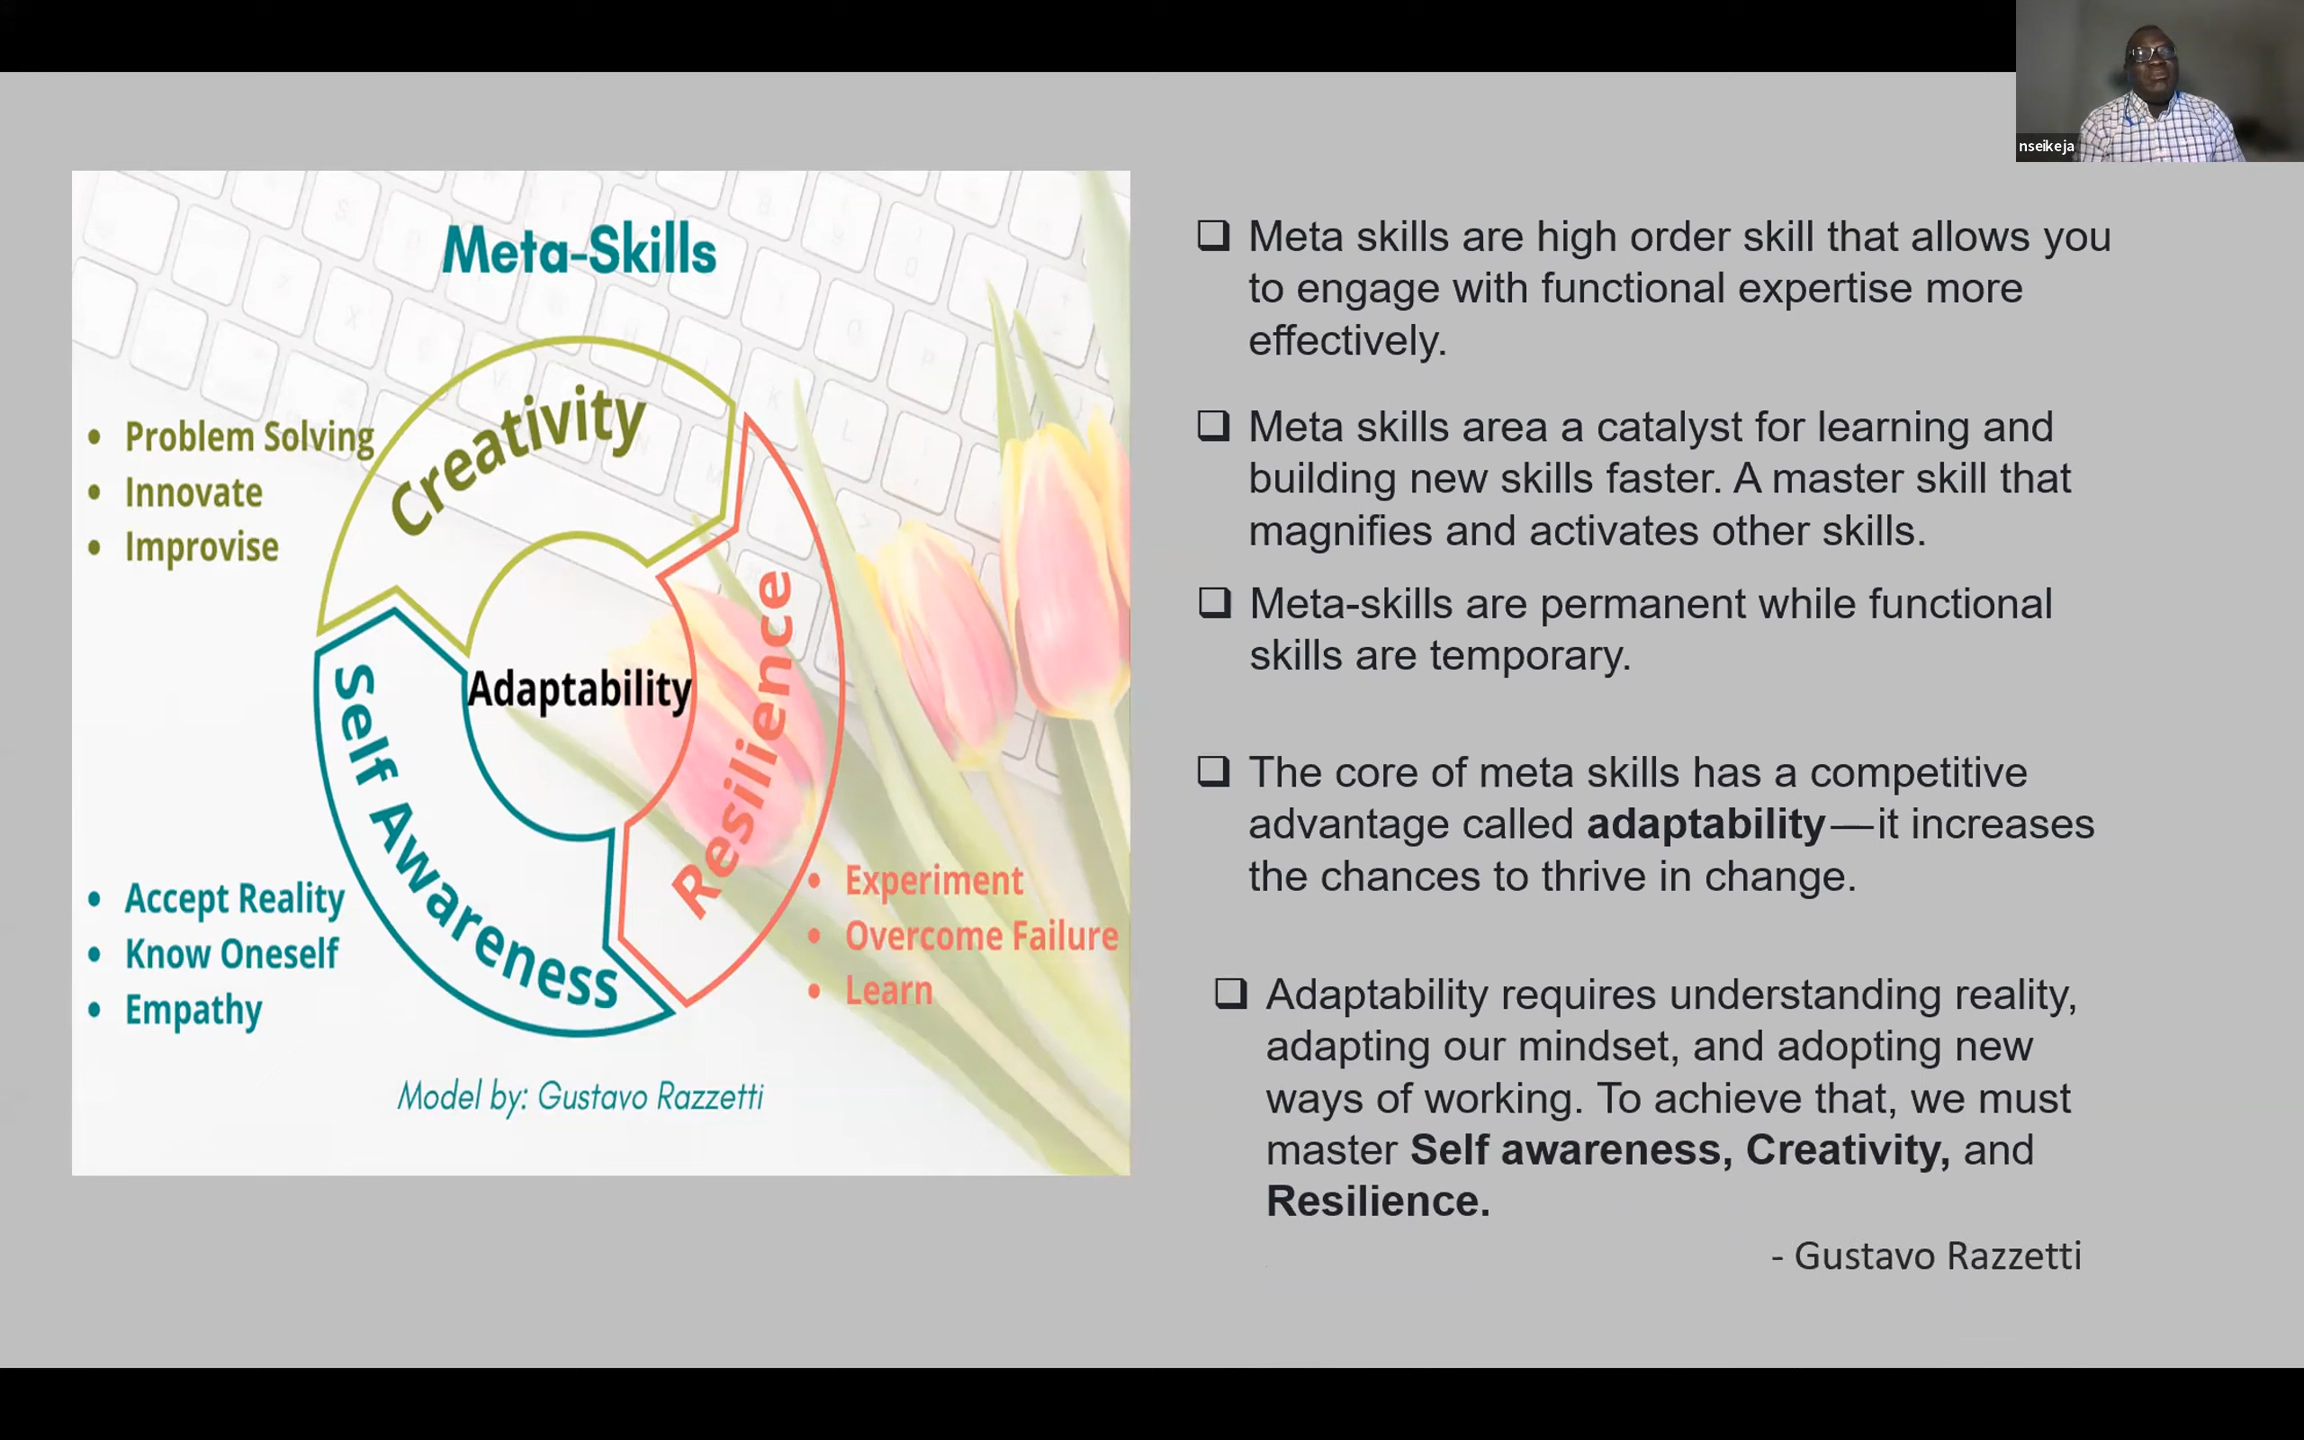 nseikeja
Meta-Skills
Creativity
• Problem Solving
• Innovate
• Improvise
Adaptability
Resilience
Self Awareness
• Accept Reality
• Know Oneself
• Empathy
• Experiment
• Overcome Failure
• Learn
Model by: Gustavo Razzetti
❑ Meta skills are high order skill that allows you
to engage with functional expertise more
effectively.
❑ Meta skills area a catalyst for learning and
building new skills faster. A master skill that
magnifies and activates other skills.
❑ Meta-skills are permanent while functional
skills are temporary.
❑ The core of meta skills has a competitive
advantage called adaptability—it increases
the chances to thrive in change.
❑ Adaptability requires understanding reality,
adapting our mindset, and adopting new
ways of working. To achieve that, we must
master Self awareness, Creativity, and
Resilience.
- Gustavo Razzetti